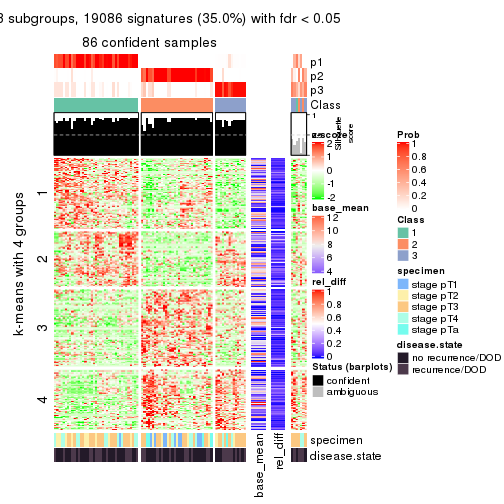 3 subgroups, 19086 signatures (35.0%) with fdr < 0.05
86 confident samples
p1
p2
p3
Class
1
Silhouette
score
k-means with 4 groups
1
2
3
4
z-score
2
1
0
-1
-2
base_mean
12
10
8
6
4
rel_diff
1
0.8
0.6
0.4
0.2
0
Status (barplots)
confident
ambiguous
Prob
1
0.8
0.6
0.4
0.2
0
Class
1
2
3
specimen
stage pT1
stage pT2
stage pT3
stage pT4
stage pTa
disease.state
no recurrence/DOD
recurrence/DOD
specimen
disease.state
base_mean
rel_diff